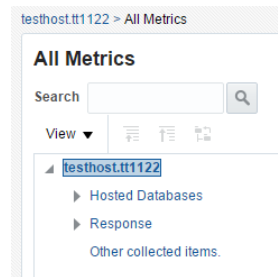 testhost.tt1122 > All Metrics
All Metrics
Search
View
testhost.tt1122
Hosted Databases
Response
Other collected items.